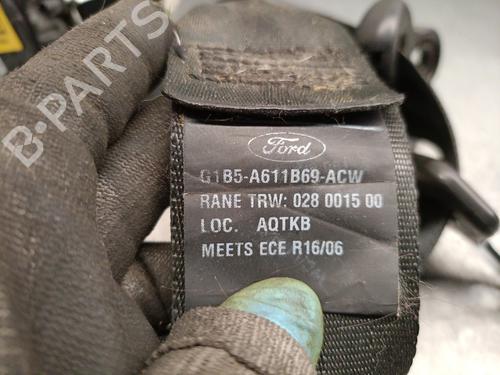 B-PARTS
Ford
G1B5-A611B69-ACW
RANE TRW: 028 0015 00
LOC. AQTKB
MEETS ECE R16/06